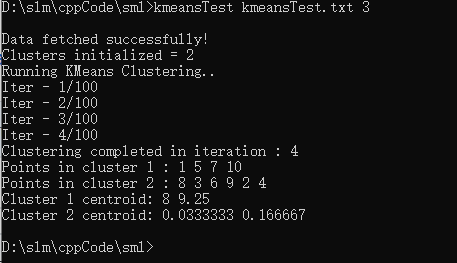 D:\slm\cppCode\sml>kmeansTest kmeansTest.txt 3
Data fetched successfully!
Clusters initialized = 2
Running KMeans Clustering..
Iter - 1/100
Iter - 2/100
Iter - 3/100
Iter - 4/100
Clustering completed in iteration : 4
Points in cluster 1 : 1 5 7 10
Points in cluster 2 : 8 3 6 9 2 4
Cluster 1 centroid: 8 9.25
Cluster 2 centroid: 0.0333333 0.166667
D:\slm\cppCode\sml>